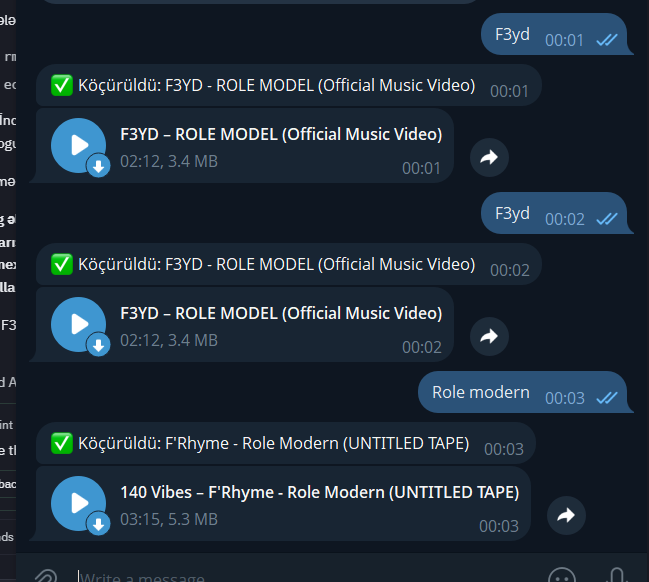 F3yd 00:01
✅ Köçürüldü: F3YD - ROLE MODEL (Official Music Video) 00:01
F3YD – ROLE MODEL (Official Music Video)
02:12, 3.4 MB 00:01
F3yd 00:02
✅ Köçürüldü: F3YD - ROLE MODEL (Official Music Video) 00:02
F3YD – ROLE MODEL (Official Music Video)
02:12, 3.4 MB 00:02
Role modern 00:03
✅ Köçürüldü: F'Rhyme - Role Modern (UNTITLED TAPE) 00:03
140 Vibes – F'Rhyme - Role Modern (UNTITLED TAPE)
03:15, 5.3 MB 00:03
Write a message...